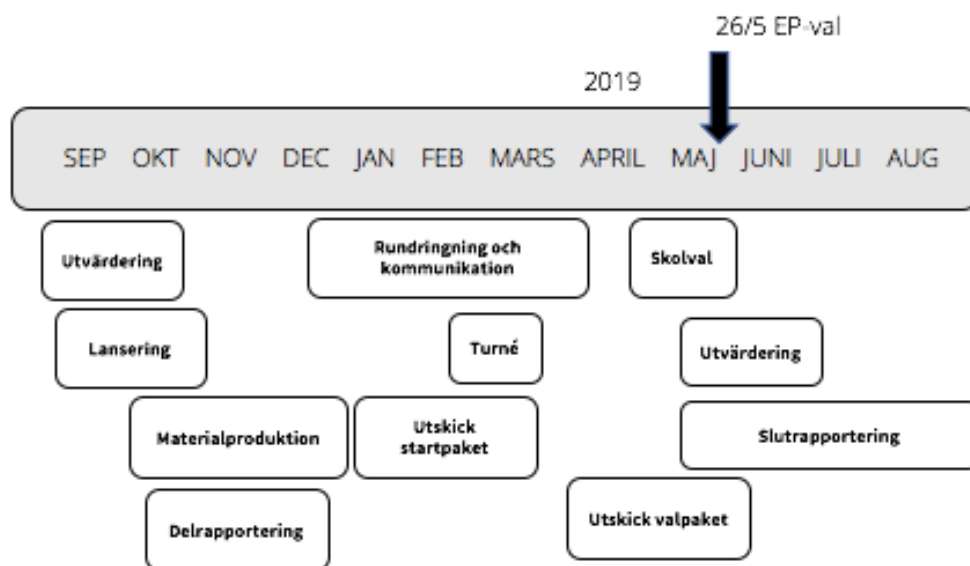 26/5 EP-val
2019
SEP OKT NOV DEC JAN FEB MARS APRIL MAJ JUNI JULI AUG
Utvärdering
Rundringning och
kommunikation
Skolval
Lansering
Turné
Utvärdering
Materialproduktion
Utskick
startpaket
Slutrapportering
Delrapportering
Utskick valpaket